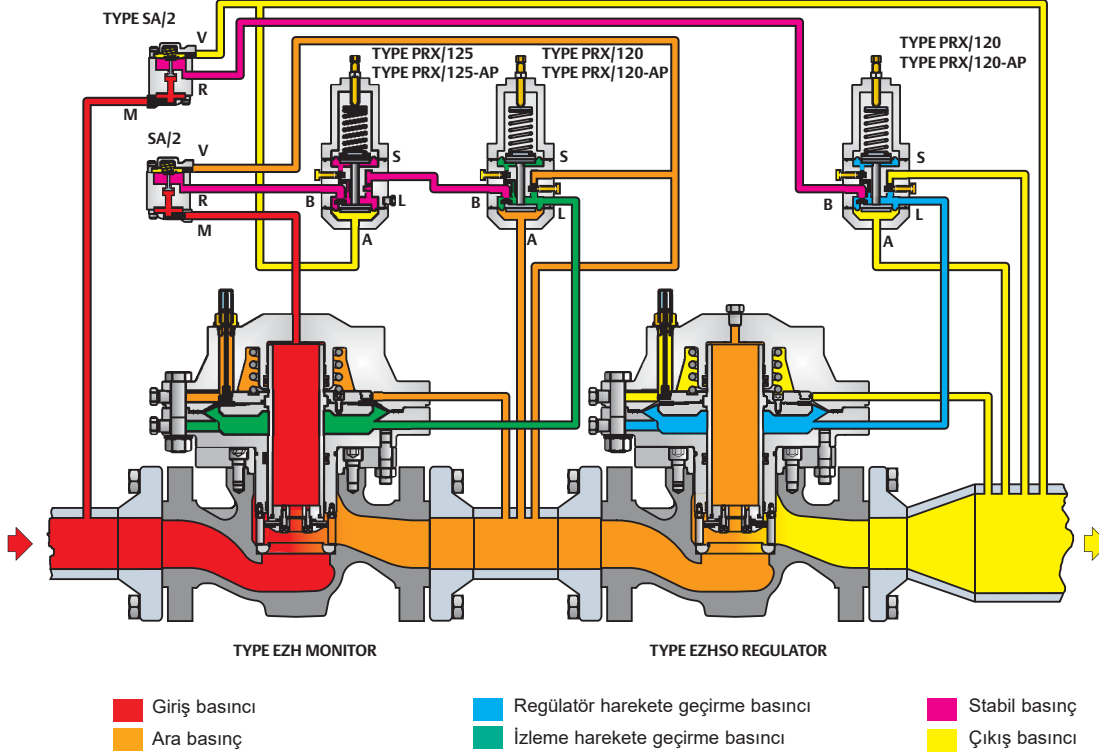 TYPE SA/2
V
R
M
SA/2
V
R
M
TYPE PRX/125
TYPE PRX/125-AP
S
B
L
A
TYPE PRX/120
TYPE PRX/120-AP
S
B
L
A
TYPE PRX/120
TYPE PRX/120-AP
S
B
L
A
TYPE EZH MONITOR
TYPE EZHSO REGULATOR
Giriş basıncı
Ara basınç
Regülatör harekete geçirme basıncı
İzleme harekete geçirme basıncı
Stabil basınç
Çıkış basıncı